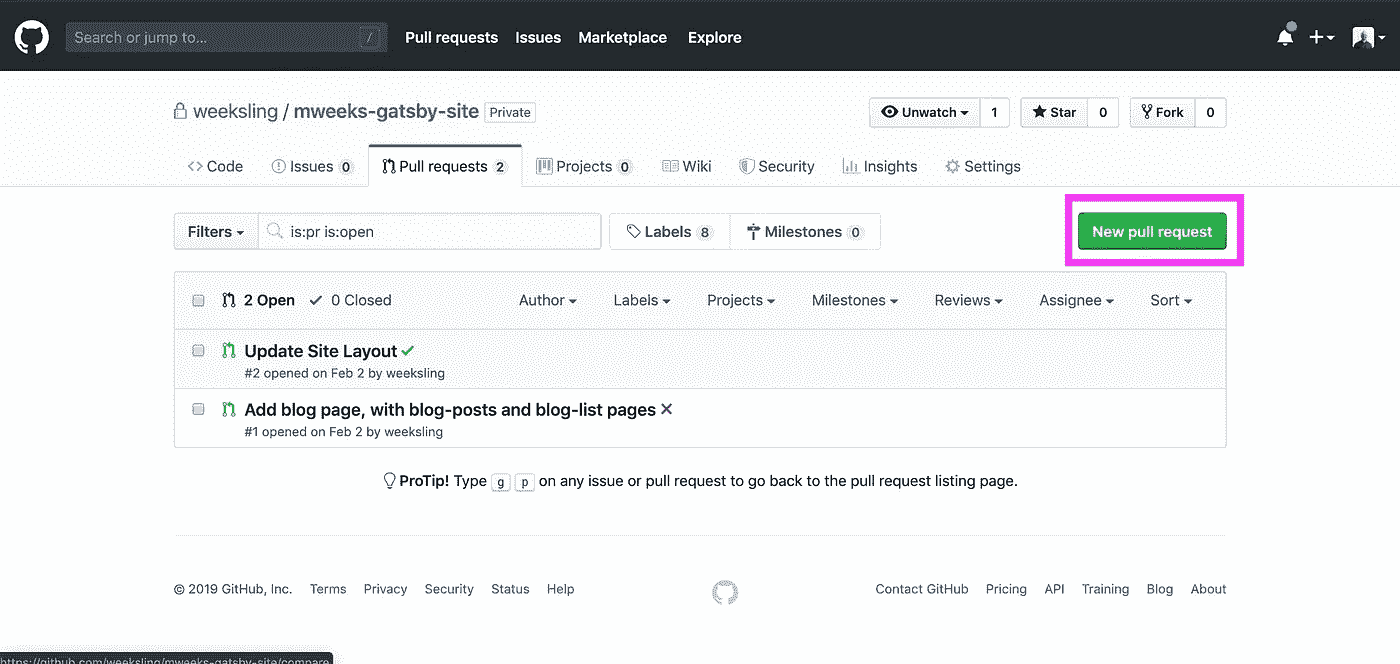 Search or jump to... / Pull requests Issues Marketplace Explore
weeksling / mweeks-gatsby-site Private Unwatch 1 Star 0 Fork 0
Code Issues 0 Pull requests 2 Projects 0 Wiki Security Insights Settings
Filters is:pr is:open Labels 8 Milestones 0 New pull request
2 Open 0 Closed Author Labels Projects Milestones Reviews Assignee Sort
Update Site Layout
#2 opened on Feb 2 by weeksling
Add blog page, with blog-posts and blog-list pages
#1 opened on Feb 2 by weeksling
ProTip! Type g p on any issue or pull request to go back to the pull request listing page.
© 2019 GitHub, Inc. Terms Privacy Security Status Help Contact GitHub Pricing API Training Blog About
https://github.com/weeksling/mweeks-gatsby-site/compare